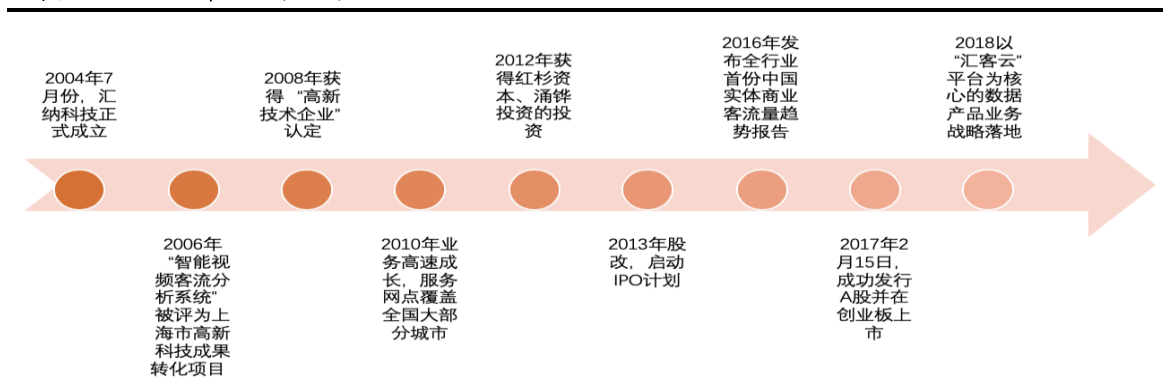 2004年7
月份，汇
纳科技正
式成立
2006年
“智能视
频客流分
析系统”
被评为上
海市高新
科技成果
转化项目
2008年获
得 “高新
技术企业”
认定
2010年业
务高速成
长，服务
网点覆盖
全国大部
分城市
2012年获
得红杉资
本、涌铧
投资的投
资
2013年股
改，启动
IPO计划
2016年发
布全行业
首份中国
实体商业
客流量趋
势报告
2017年2
月15日，
成功发行
A股并在
创业板上
市
2018以
“汇客云”
平台为核
心的数据
产品业务
战略落地